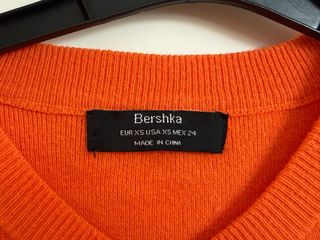 Bershka
EUR XS USA XS MEX 24
MADE IN CHINA